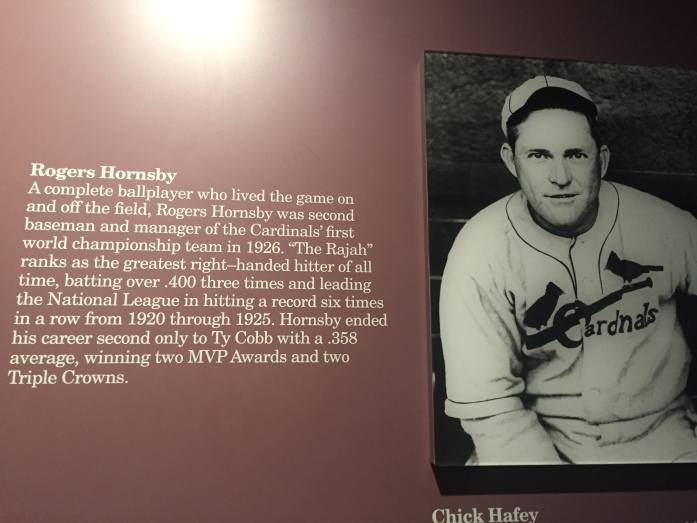 Rogers Hornsby
A complete ballplayer who lived the game on
and off the field, Rogers Hornsby was second
baseman and manager of the Cardinals' first
world championship team in 1926. “The Rajah”
ranks as the greatest right–handed hitter of all
time, batting over .400 three times and leading
the National League in hitting a record six times
in a row from 1920 through 1925. Hornsby ended
his career second only to Ty Cobb with a .358
average, winning two MVP Awards and two
Triple Crowns.
Cardinals
Chick Hafey